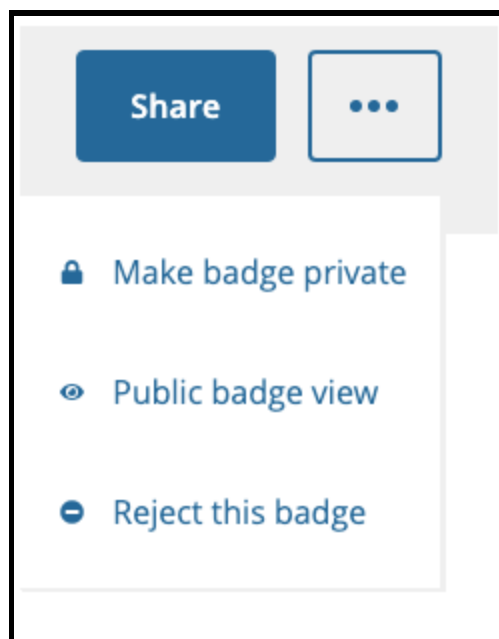 Share
Make badge private
Public badge view
Reject this badge